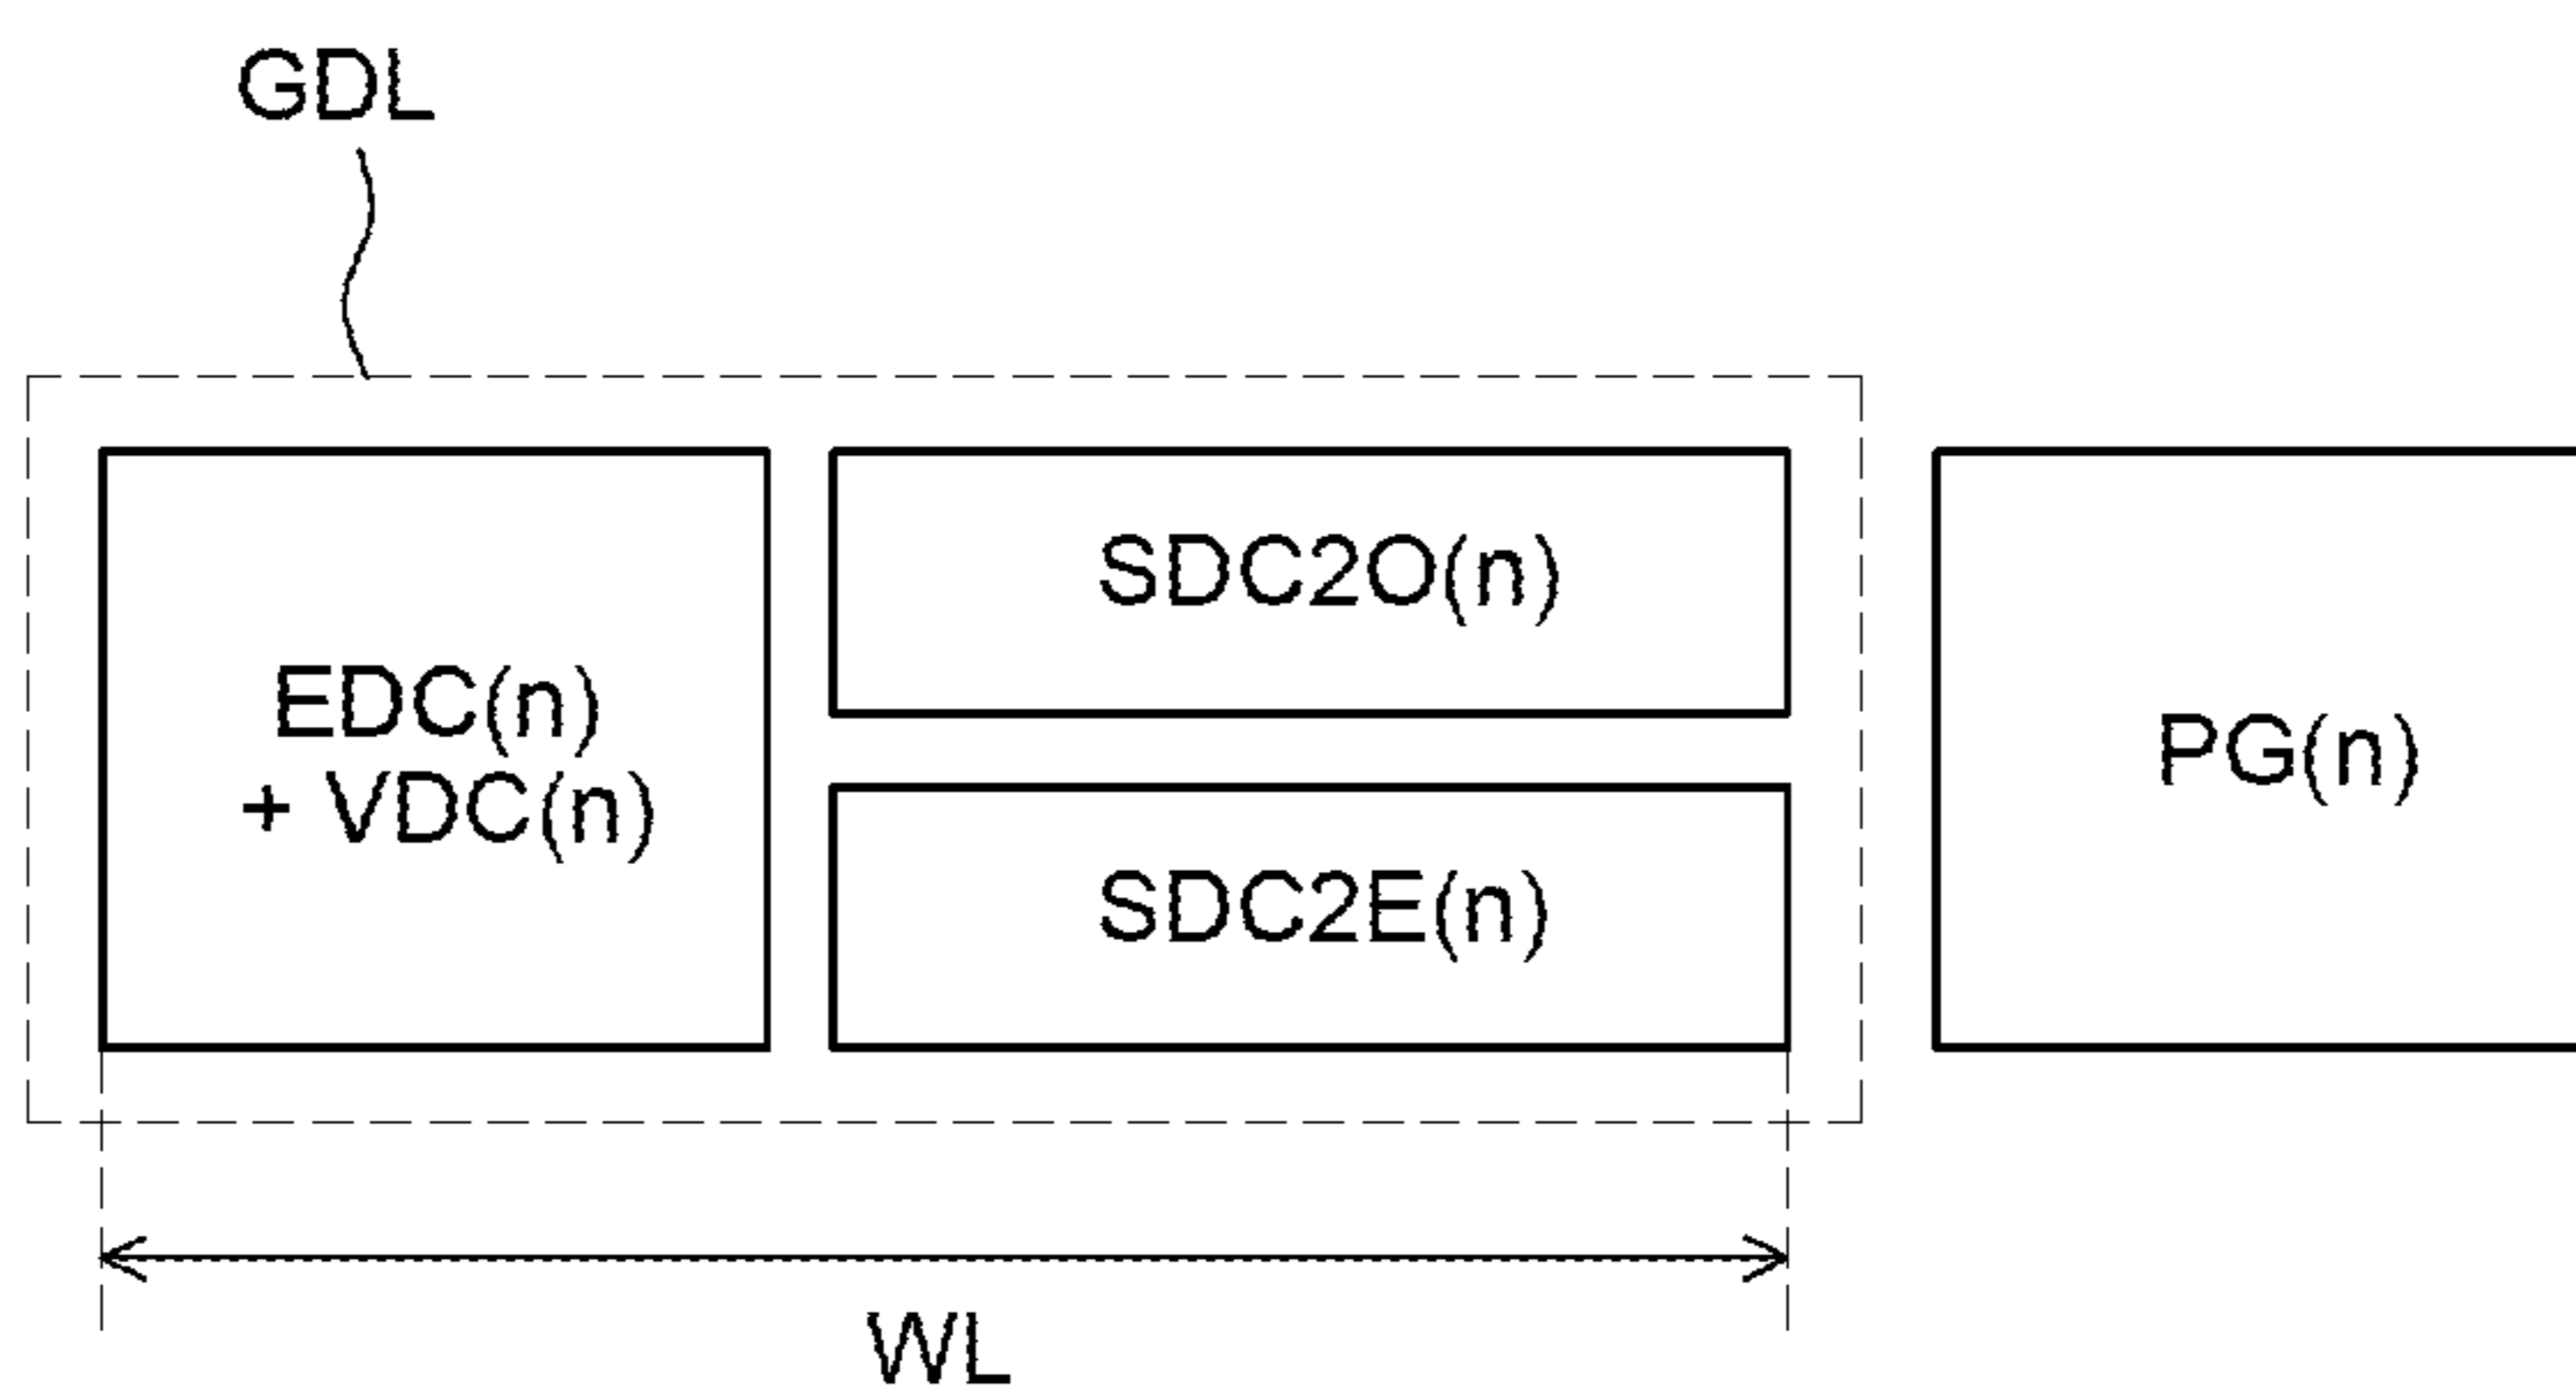 GDL
EDC(n)
+ VDC(n)
SDC2O(n)
SDC2E(n)
PG(n)
WL